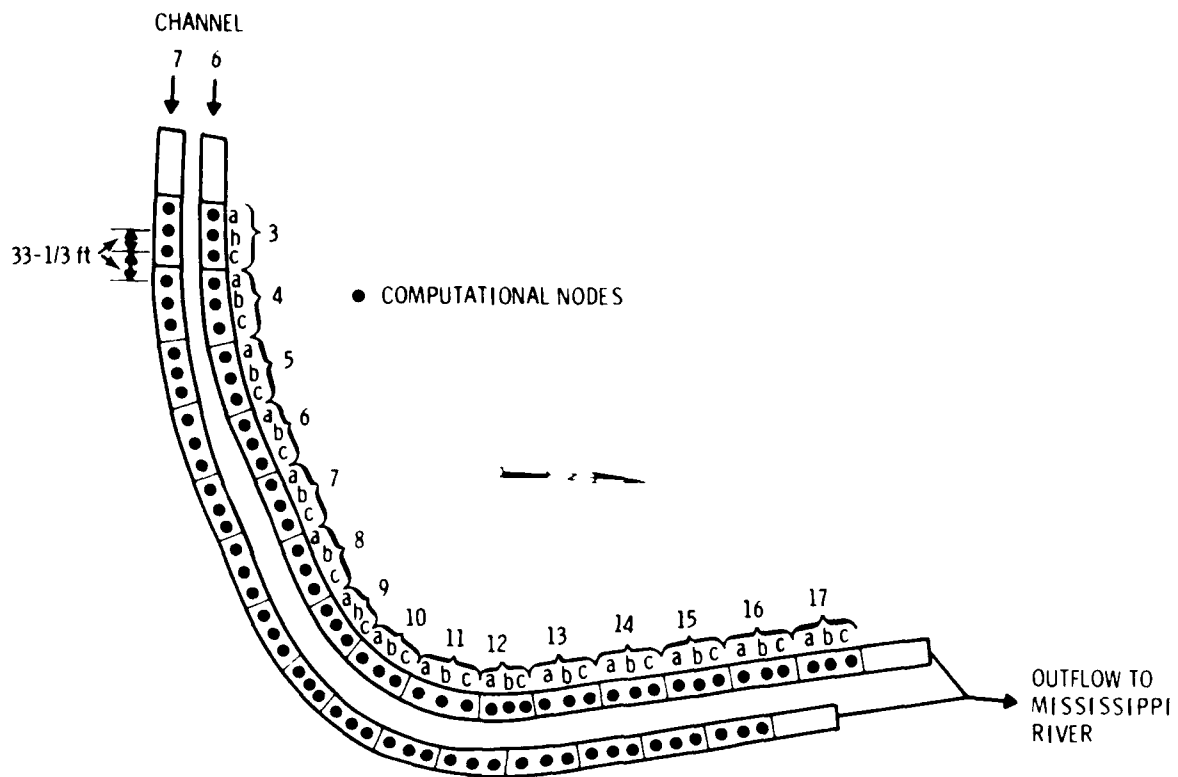 CHANNEL
7 6
a
b
c
3
33-1/3 ft
a
b
c
4
● COMPUTATIONAL NODES
a
b
c
5
a
b
c
6
a
b
c
7
a
b
c
8
a
b
c
9
a b c
10
a b c
11
a b c
12
a b c
13
a b c
14
a b c
15
a b c
16
a b c
17
z
OUTFLOW TO
MISSISSIPPI
RIVER